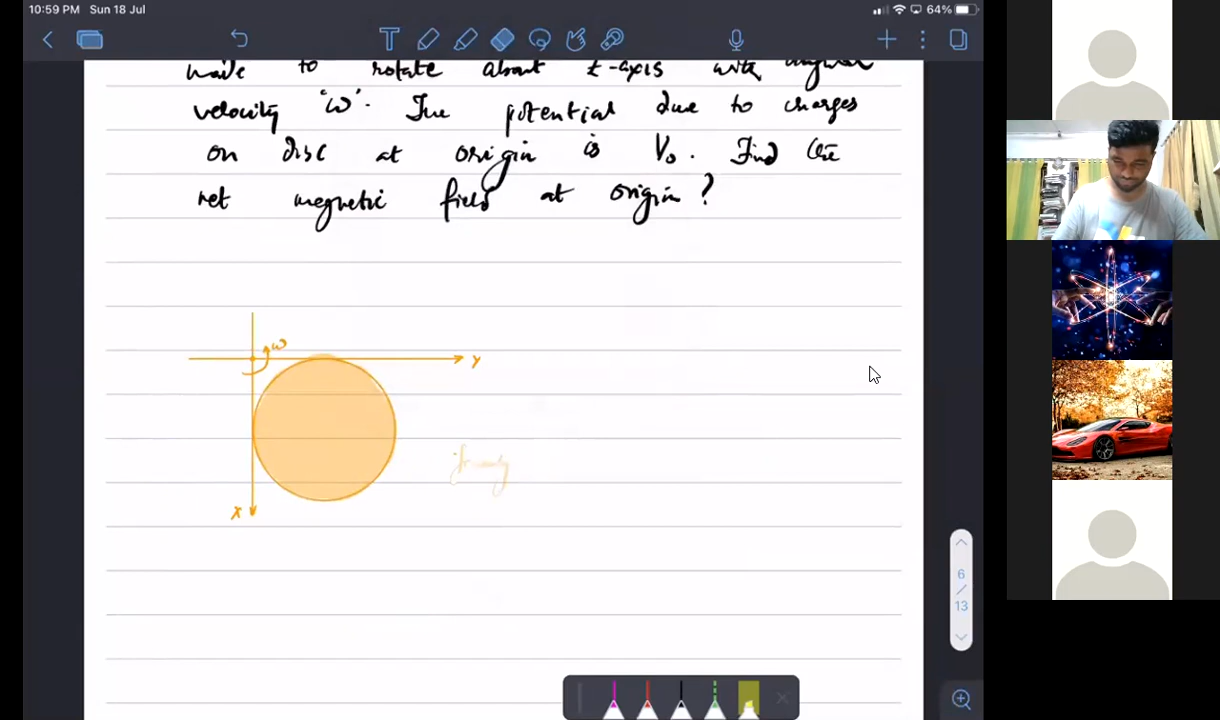 10:59 PM Sun 18 Jul
64%
made to rotate about z-axis with angular
velocity 'ω'. The potential due to charges
on disc at origin is V₀. Find the
net magnetic field at origin?
ω
Y
X
6
/
13